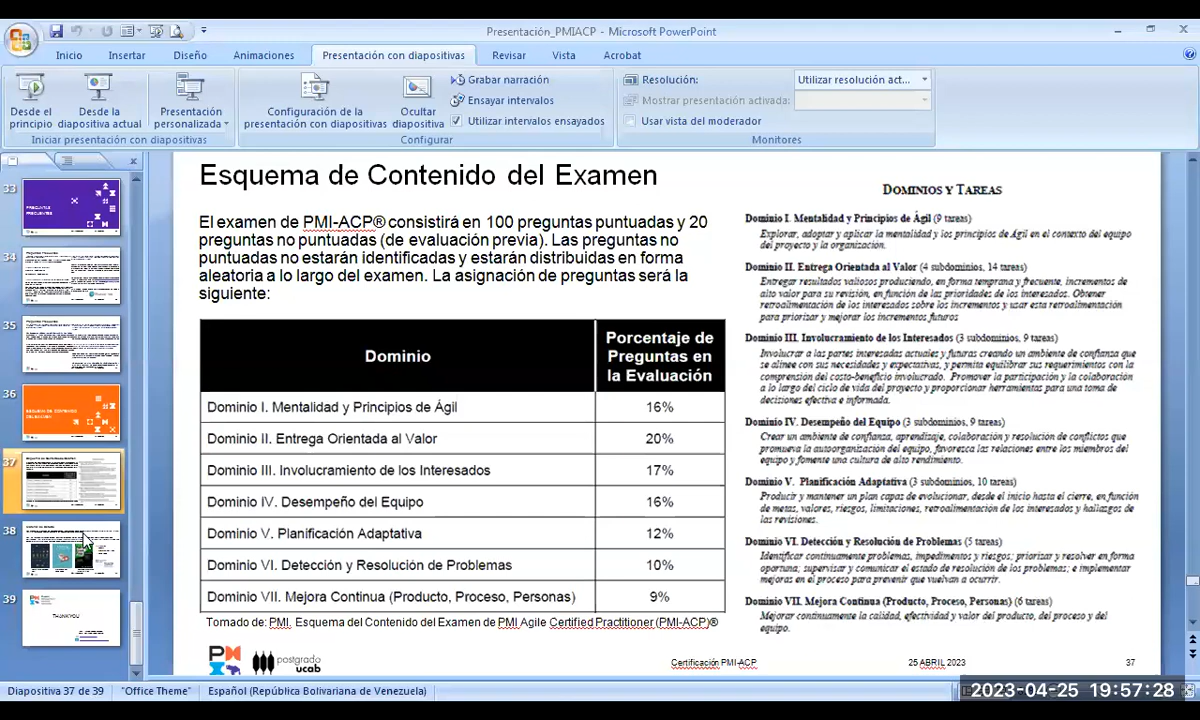 Presentación_PMIACP - Microsoft PowerPoint
Inicio
Insertar
Diseño
Animaciones
Presentación con diapositivas
Revisar
Vista
Acrobat
Desde el principio
Desde la diapositiva actual
Presentación personalizada
Iniciar presentación con diapositivas
Configuración de la presentación con diapositivas
Ocultar diapositiva
Grabar narración
Ensayar intervalos
Utilizar intervalos ensayados
Configurar
Resolución:
Utilizar resolución act...
Mostrar presentación activada:
Usar vista del moderador
Monitores
33
PREGUNTAS
FRECUENTES
34
35
36
37
38
39
THANK YOU
Esquema de Contenido del Examen
El examen de PMI-ACP® consistirá en 100 preguntas puntuadas y 20
preguntas no puntuadas (de evaluación previa). Las preguntas no
puntuadas no estarán identificadas y estarán distribuidas en forma
aleatoria a lo largo del examen. La asignación de preguntas será la
siguiente:
Dominio
Porcentaje de
Preguntas en
la Evaluación
Dominio I. Mentalidad y Principios de Ágil 16%
Dominio II. Entrega Orientada al Valor 20%
Dominio III. Involucramiento de los Interesados 17%
Dominio IV. Desempeño del Equipo 16%
Dominio V. Planificación Adaptativa 12%
Dominio VI. Detección y Resolución de Problemas 10%
Dominio VII. Mejora Continua (Producto, Proceso, Personas) 9%
Tomado de: PMI. Esquema del Contenido del Examen de PMI Agile Certified Practitioner (PMI-ACP)®
DOMINIOS Y TAREAS
Dominio I. Mentalidad y Principios de Ágil (9 tareas)
Explorar, adoptar y aplicar la mentalidad y los principios de Ágil en el contexto del equipo
del proyecto y la organización.
Dominio II. Entrega Orientada al Valor (4 subdominios, 14 tareas)
Entregar resultados valiosos produciendo, en forma temprana y frecuente, incrementos de
alto valor para su revisión, en función de las prioridades de los interesados. Obtener
retroalimentación de los interesados sobre los incrementos y usar esta retroalimentación
para priorizar y mejorar los incrementos futuros
Dominio III. Involucramiento de los Interesados (3 subdominios, 9 tareas)
Involucrar a las partes interesadas actuales y futuras creando un ambiente de confianza que
se alinee con sus necesidades y expectativas, y permita equilibrar sus requerimientos con la
comprensión del costo-beneficio involucrado. Promover la participación y la colaboración
a lo largo del ciclo de vida del proyecto y proporcionar herramientas para una toma de
decisiones efectiva e informada.
Dominio IV. Desempeño del Equipo (3 subdominios, 9 tareas)
Crear un ambiente de confianza, aprendizaje, colaboración y resolución de conflictos que
promueva la autoorganización del equipo, favorezca las relaciones entre los miembros del
equipo y fomente una cultura de alto rendimiento.
Dominio V. Planificación Adaptativa (3 subdominios, 10 tareas)
Producir y mantener un plan capaz de evolucionar, desde el inicio hasta el cierre, en función
de metas, valores, riesgos, limitaciones, retroalimentación de los interesados y hallazgos de
las revisiones.
Dominio VI. Detección y Resolución de Problemas (5 tareas)
Identificar continuamente problemas, impedimentos y riesgos; priorizar y resolver en forma
oportuna; supervisar y comunicar el estado de resolución de los problemas; e implementar
mejoras en el proceso para prevenir que vuelvan a ocurrir.
Dominio VII. Mejora Continua (Producto, Proceso, Personas) (6 tareas)
Mejorar continuamente la calidad, efectividad y valor del producto, del proceso y del
equipo.
postgrado
ucab
Certificación PMI-ACP
25 ABRIL 2023
37
Diapositiva 37 de 39
"Office Theme"
Español (República Bolivariana de Venezuela)
2023-04-25 19:57:28